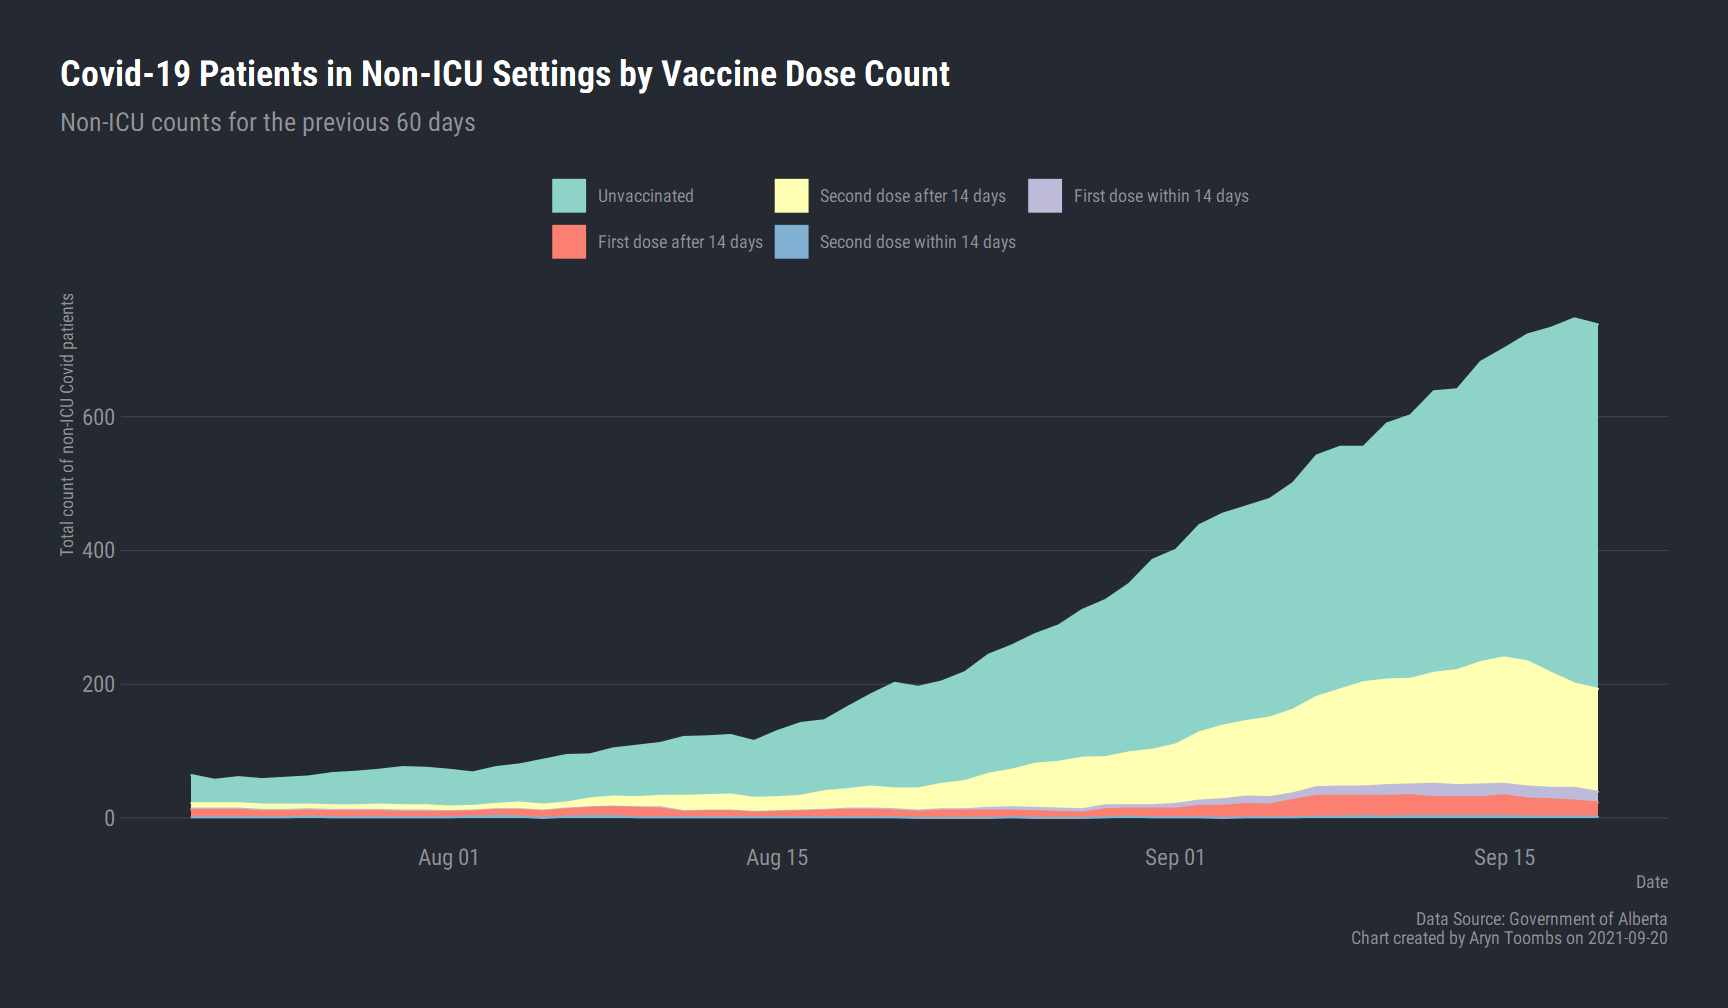 Covid-19 Patients in Non-ICU Settings by Vaccine Dose Count
Non-ICU counts for the previous 60 days
Unvaccinated
Second dose after 14 days
First dose within 14 days
First dose after 14 days
Second dose within 14 days
Total count of non-ICU Covid patients
600
400
200
0
Aug 01
Aug 15
Sep 01
Sep 15
Date
Data Source: Government of Alberta
Chart created by Aryn Toombs on 2021-09-20